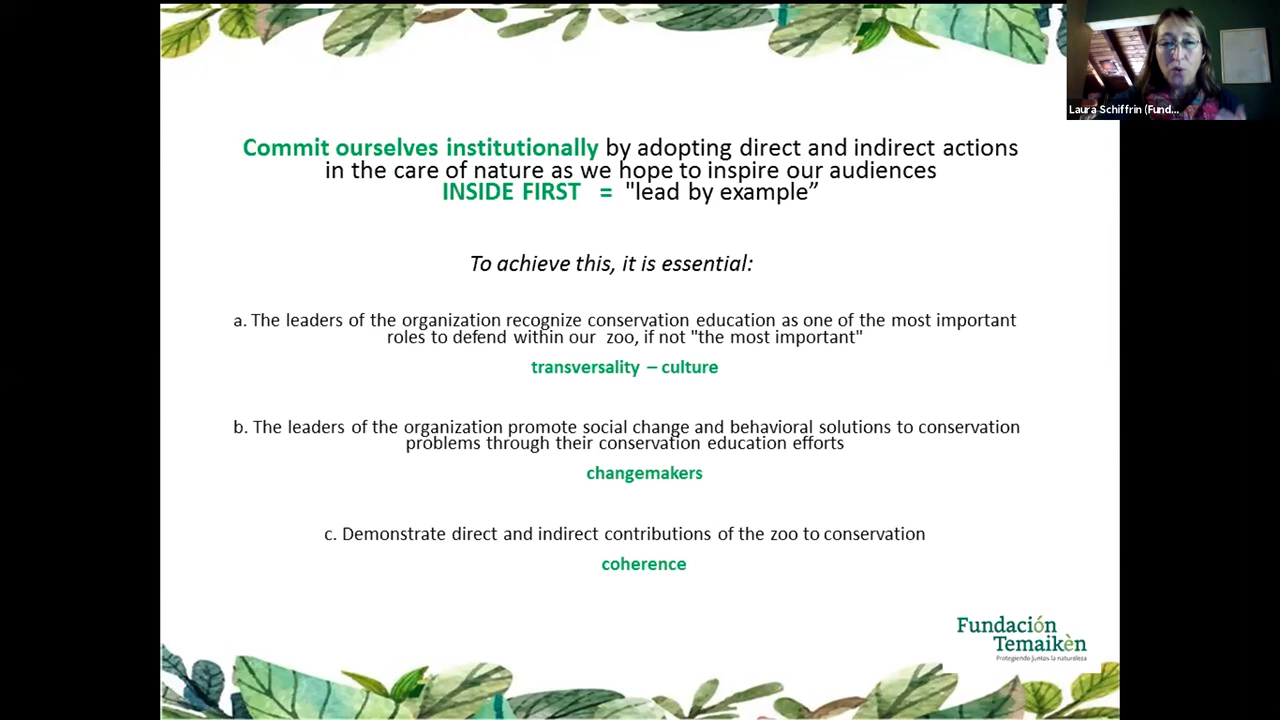 Laura Schiffrin (Fund...
Commit ourselves institutionally by adopting direct and indirect actions
in the care of nature as we hope to inspire our audiences
INSIDE FIRST = "lead by example”
To achieve this, it is essential:
a. The leaders of the organization recognize conservation education as one of the most important
roles to defend within our zoo, if not "the most important"
transversality – culture
b. The leaders of the organization promote social change and behavioral solutions to conservation
problems through their conservation education efforts
changemakers
c. Demonstrate direct and indirect contributions of the zoo to conservation
coherence
Fundación
Temaikèn
Protegiendo juntos la naturaleza